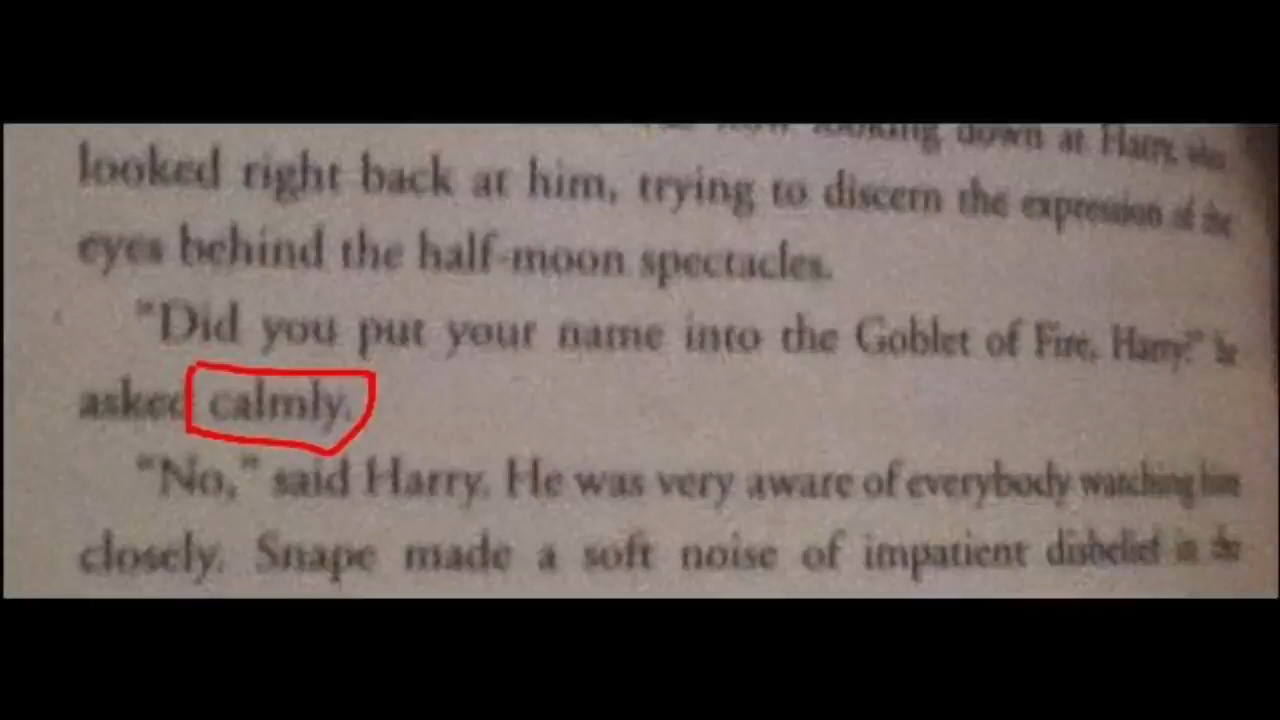 looking down at Harry, who
looked right back at him, trying to discern the expression of the
eyes behind the half-moon spectacles.
"Did you put your name into the Goblet of Fire, Harry?" he
asked calmly.
"No," said Harry. He was very aware of everybody watching him
closely. Snape made a soft noise of impatient disbelief in the